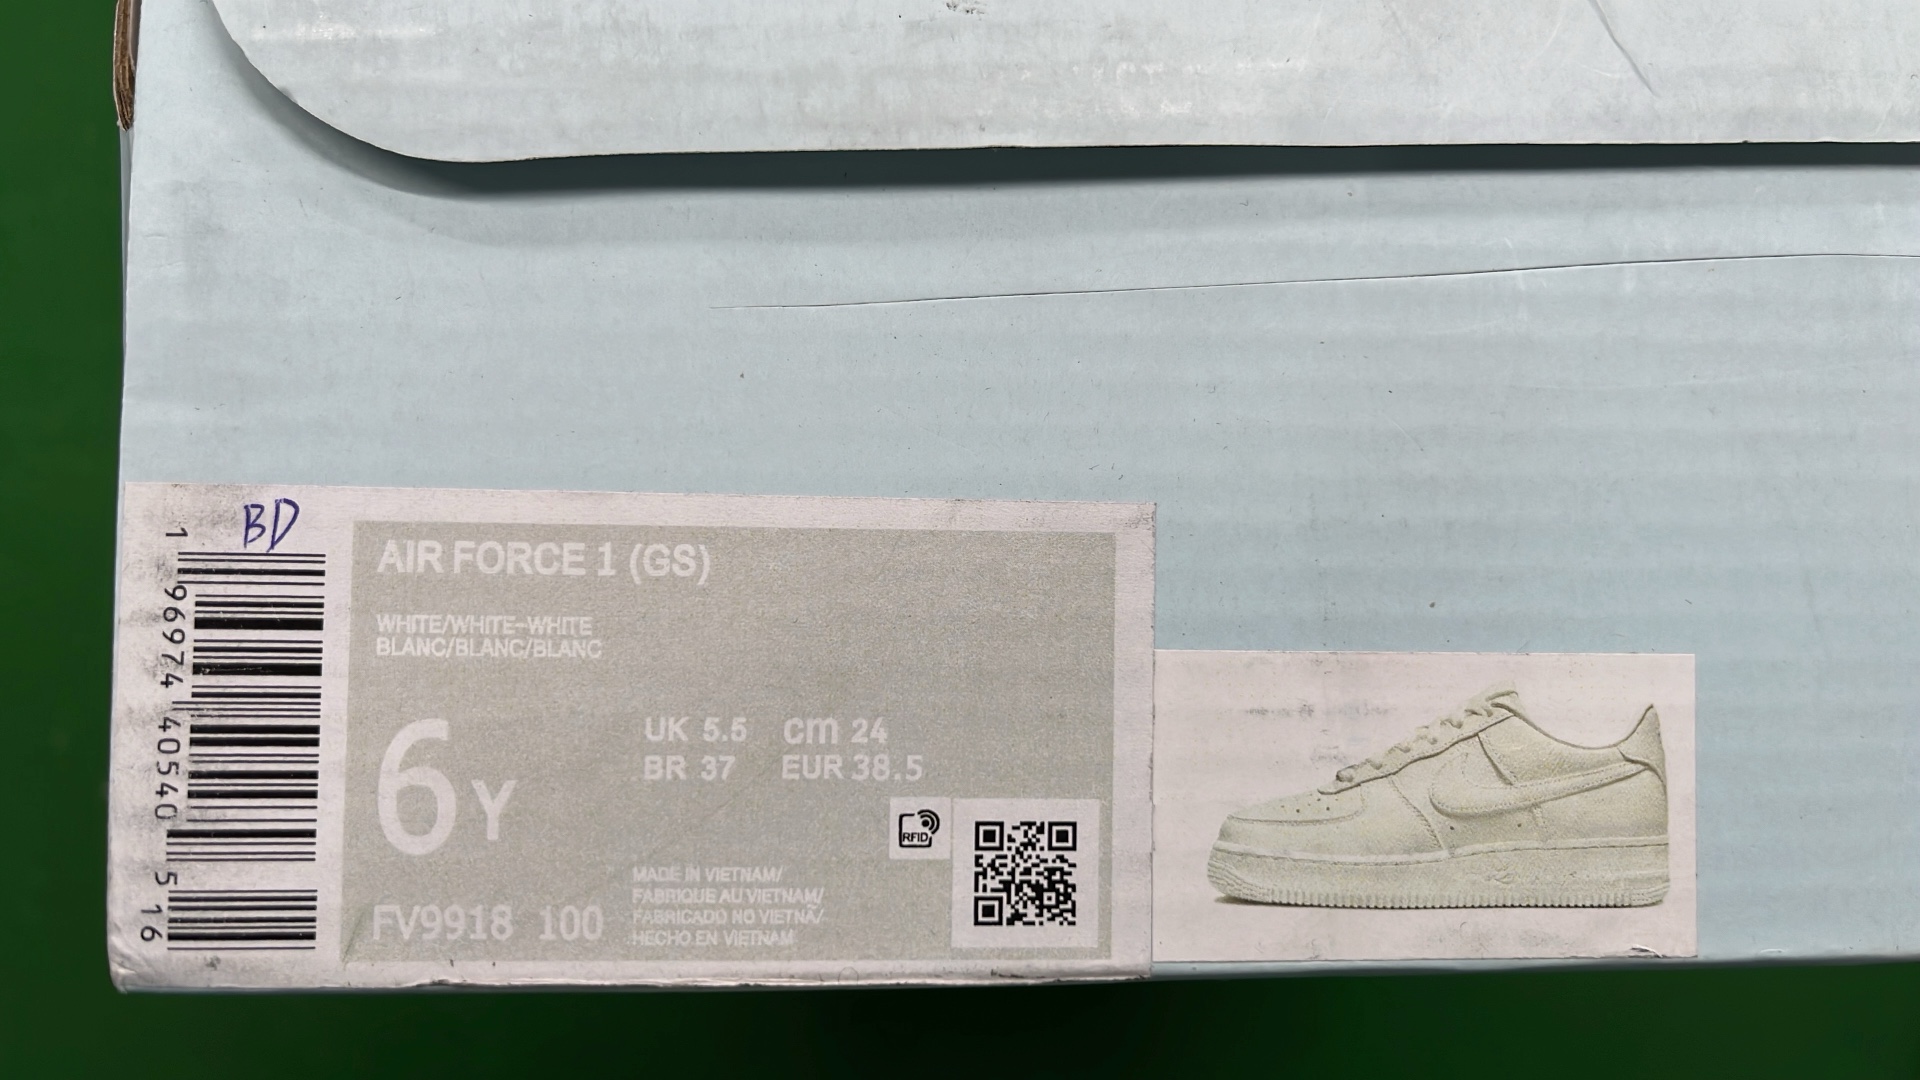 BD
1 96974 40540 5 16
AIR FORCE 1 (GS)
WHITE/WHITE-WHITE
BLANC/BLANC/BLANC
6Y
UK 5.5 cm 24
BR 37 EUR 38.5
RFID
FV9918 100
MADE IN VIETNAM/
FABRIQUE AU VIETNAM/
FABRICADO NO VIETNÃ/
HECHO EN VIETNAM